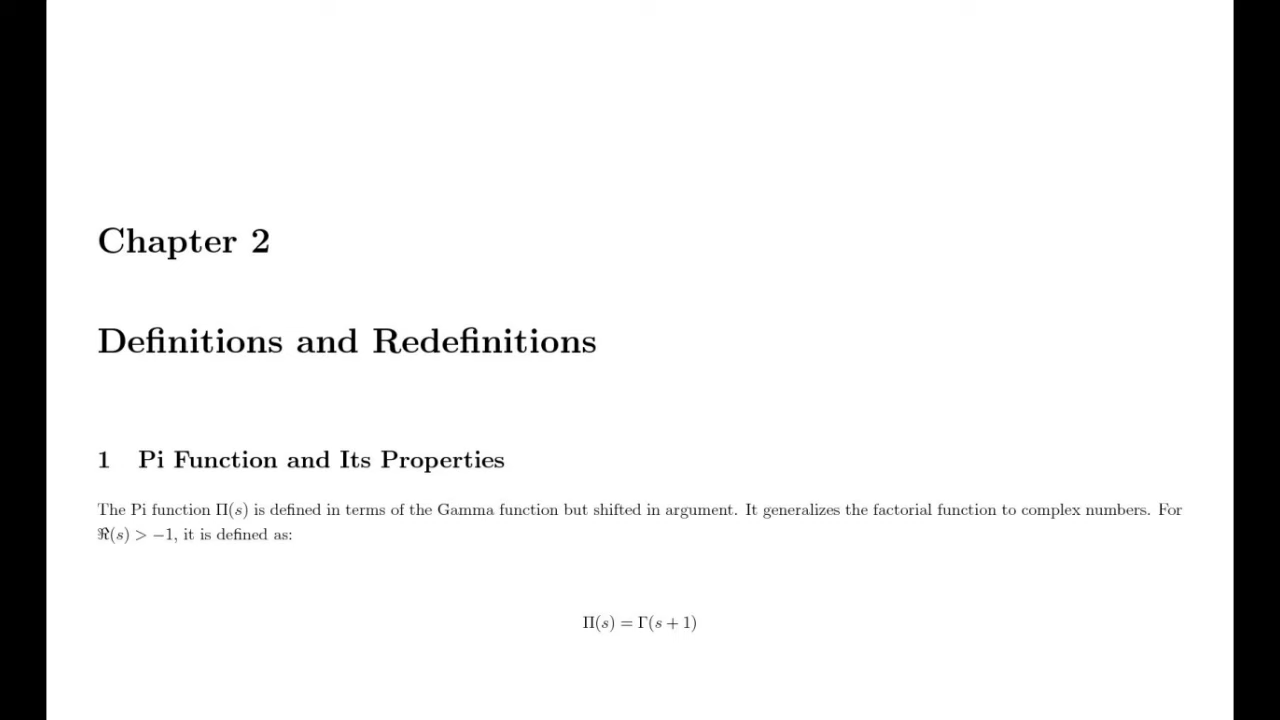 Chapter 2
Definitions and Redefinitions
1 Pi Function and Its Properties
The Pi function Π(s) is defined in terms of the Gamma function but shifted in argument. It generalizes the factorial function to complex numbers. For
ℜ(s) > −1, it is defined as:
Π(s) = Γ(s + 1)